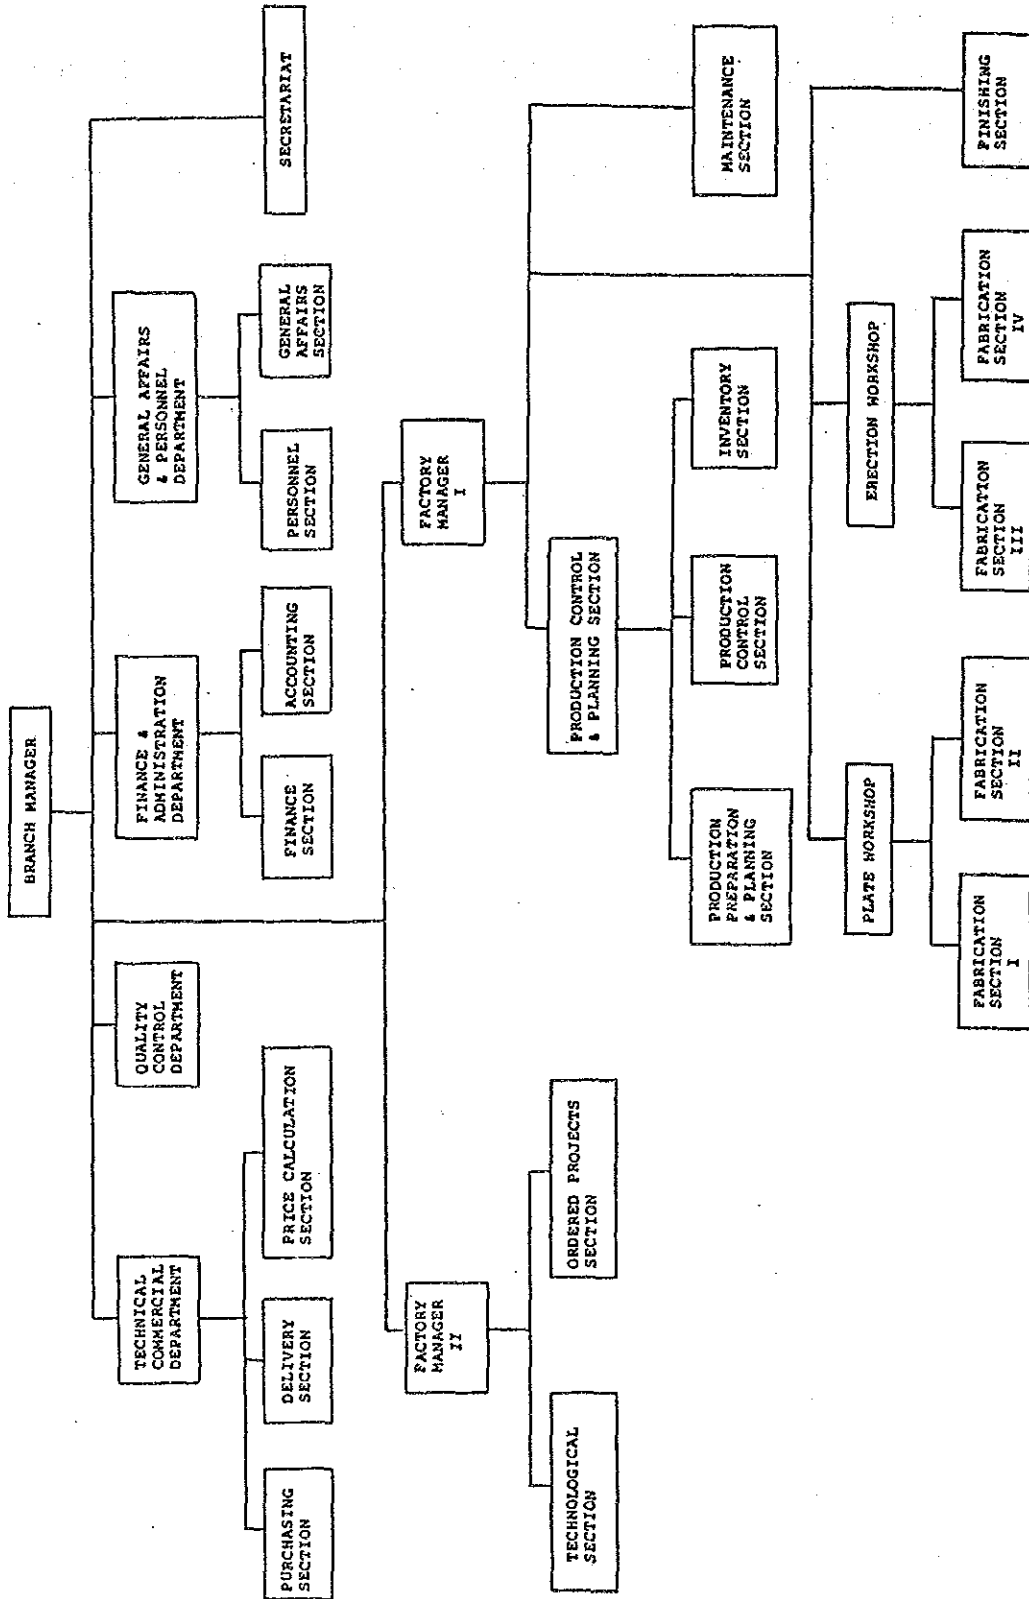 BRANCH MANAGER
TECHNICAL
COMMERCIAL
DEPARTMENT
QUALITY
CONTROL
DEPARTMENT
FINANCE &
ADMINISTRATION
DEPARTMENT
GENERAL AFFAIRS
& PERSONNEL
DEPARTMENT
PURCHASING
SECTION
DELIVERY
SECTION
PRICE CALCULATION
SECTION
FINANCE
SECTION
ACCOUNTING
SECTION
PERSONNEL
SECTION
GENERAL
AFFAIRS
SECTION
SECRETARIAT
FACTORY
MANAGER
II
FACTORY
MANAGER
I
TECHNOLOGICAL
SECTION
ORDERED PROJECTS
SECTION
PRODUCTION CONTROL
& PLANNING SECTION
PRODUCTION
PREPARATION
& PLANNING
SECTION
PRODUCTION
CONTROL
SECTION
INVENTORY
SECTION
MAINTENANCE
SECTION
PLATE WORKSHOP
ERECTION WORKSHOP
FABRICATION
SECTION
I
FABRICATION
SECTION
II
FABRICATION
SECTION
III
FABRICATION
SECTION
IV
FINISHING
SECTION